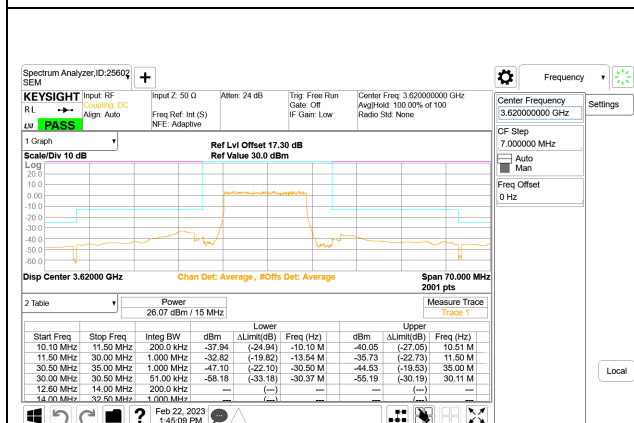 Spectrum Analyzer,ID:25602
SEM
Frequency
KEYSIGHT Input: RF Input Z: 50 Ω Atten: 24 dB Trig: Free Run Center Freq: 3.620000000 GHz
RL Coupling: DC Gate: Off Avg|Hold: 100.00% of 100
Align: Auto Freq Ref: Int (S) IF Gain: Low Radio Std: None
NFE: Adaptive
PASS
Center Frequency
3.620000000 GHz
Settings
CF Step
7.000000 MHz
Auto
Man
Freq Offset
0 Hz
1 Graph
Ref Lvl Offset 17.30 dB
Scale/Div 10 dB Ref Value 30.0 dBm
Log
20.0
10.0
0.00
-10.0
-20.0
-30.0
-40.0
-50.0
-60.0
Disp Center 3.62000 GHz Chan Det: Average, #Offs Det: Average Span 70.000 MHz
2001 pts
2 Table Power Measure Trace
26.07 dBm / 15 MHz Trace 1
Lower Upper
Start Freq Stop Freq Integ BW dBm ΔLimit(dB) Freq (Hz) dBm ΔLimit(dB) Freq (Hz)
10.10 MHz 11.50 MHz 200.0 kHz -37.94 (-24.94) -10.10 M -40.05 (-27.05) 10.51 M
11.50 MHz 30.00 MHz 1.000 MHz -32.82 (-19.82) -13.54 M -35.73 (-22.73) 11.50 M
30.50 MHz 35.00 MHz 1.000 MHz -47.10 (-22.10) -30.50 M -44.53 (-19.53) 35.00 M
30.00 MHz 30.50 MHz 51.00 kHz -58.18 (-33.18) -30.37 M -55.19 (-30.19) 30.11 M
12.60 MHz 14.00 MHz 200.0 kHz --- (---) --- (---)
14.00 MHz 32.50 MHz 1.000 MHz --- (---) --- (---)
Local
Feb 22, 2023
1:45:09 PM